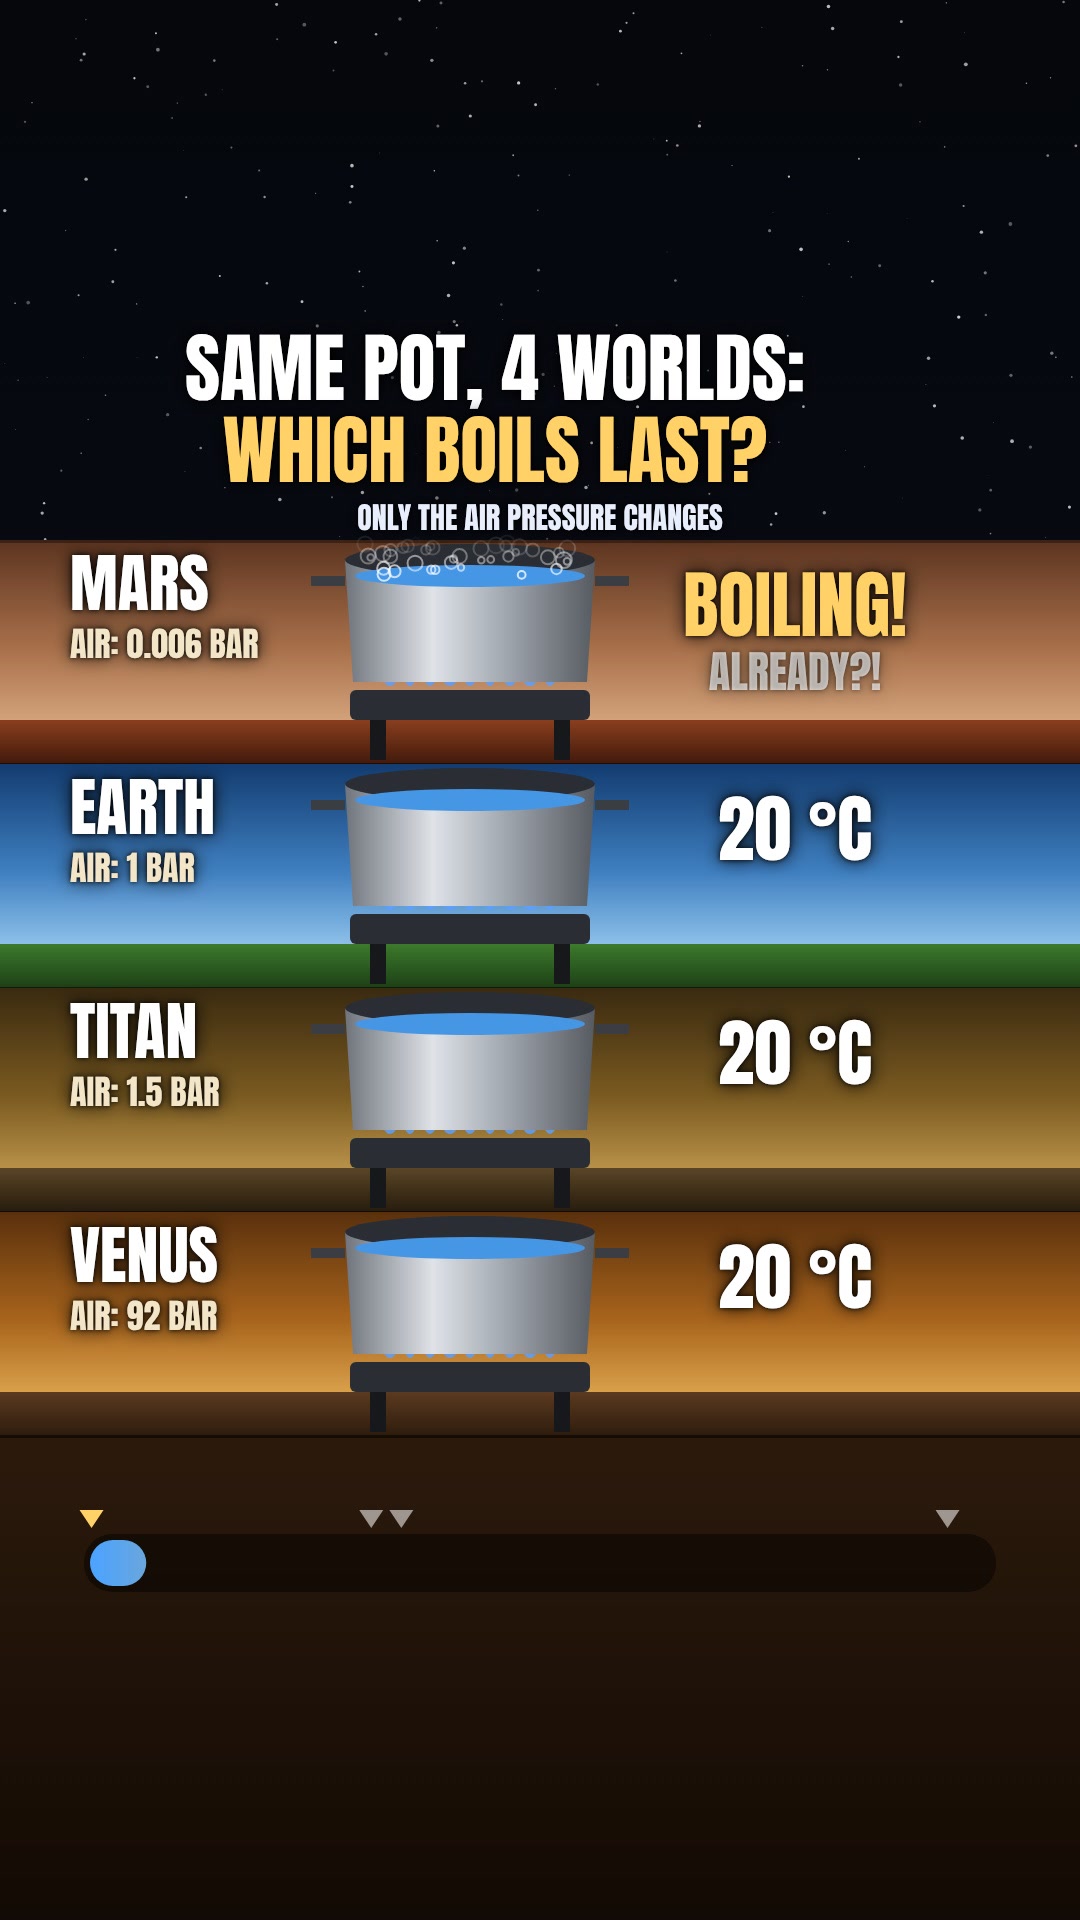 SAME POT, 4 WORLDS:
WHICH BOILS LAST?
ONLY THE AIR PRESSURE CHANGES
MARS
AIR: 0.006 BAR
BOILING!
ALREADY?!
EARTH
AIR: 1 BAR
20 °C
TITAN
AIR: 1.5 BAR
20 °C
VENUS
AIR: 92 BAR
20 °C